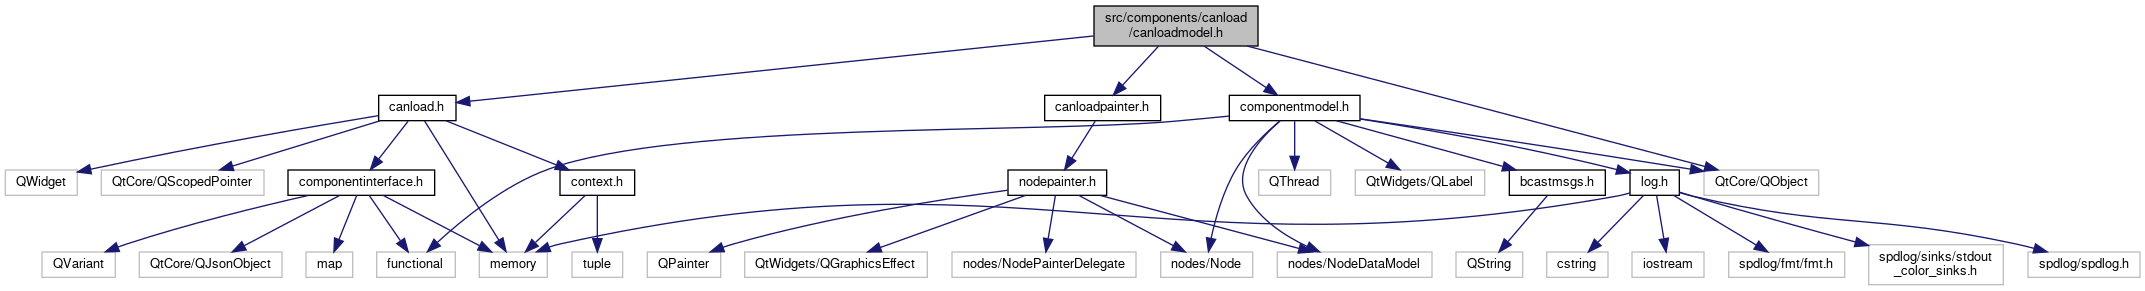 src/components/canload
/canloadmodel.h
canload.h
canloadpainter.h
componentmodel.h
QWidget
QtCore/QScopedPointer
componentinterface.h
context.h
nodepainter.h
QThread
QtWidgets/QLabel
bcastmsgs.h
log.h
QtCore/QObject
QVariant
QtCore/QJsonObject
map
functional
memory
tuple
QPainter
QtWidgets/QGraphicsEffect
nodes/NodePainterDelegate
nodes/Node
nodes/NodeDataModel
QString
cstring
iostream
spdlog/fmt/fmt.h
spdlog/sinks/stdout
_color_sinks.h
spdlog/spdlog.h